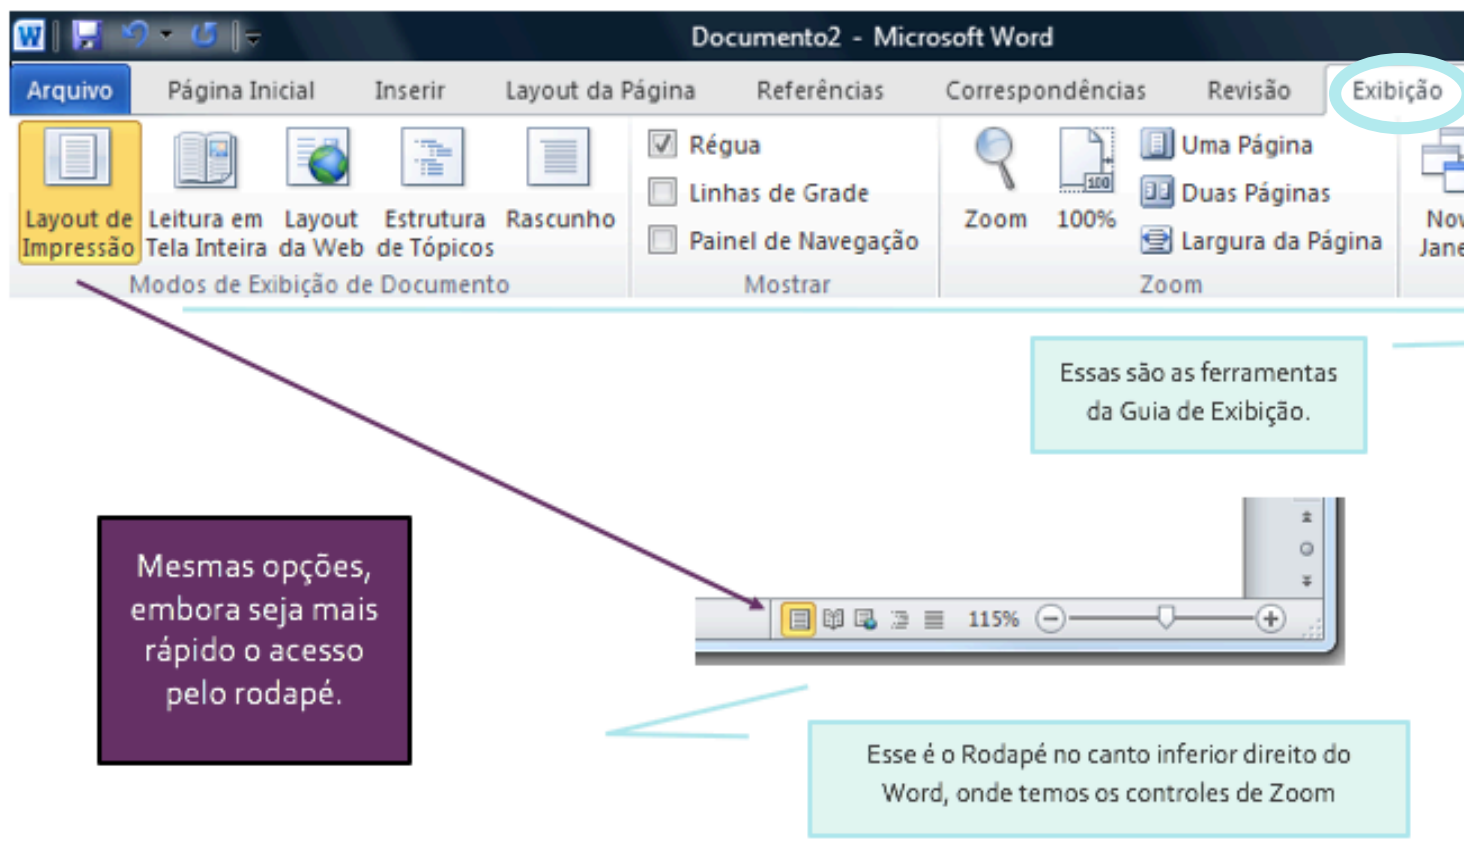 W
Documento2 - Microsoft Word
Arquivo Página Inicial Inserir Layout da Página Referências Correspondências Revisão Exibição
Layout de Impressão
Leitura em Tela Inteira
Layout da Web
Estrutura de Tópicos
Rascunho
Modos de Exibição de Documento
Régua
Linhas de Grade
Painel de Navegação
Mostrar
Zoom
100
100%
Uma Página
Duas Páginas
Largura da Página
Zoom
Nov
Jane
Essas são as ferramentas
da Guia de Exibição.
Mesmas opções,
embora seja mais
rápido o acesso
pelo rodapé.
115%
Esse é o Rodapé no canto inferior direito do
Word, onde temos os controles de Zoom